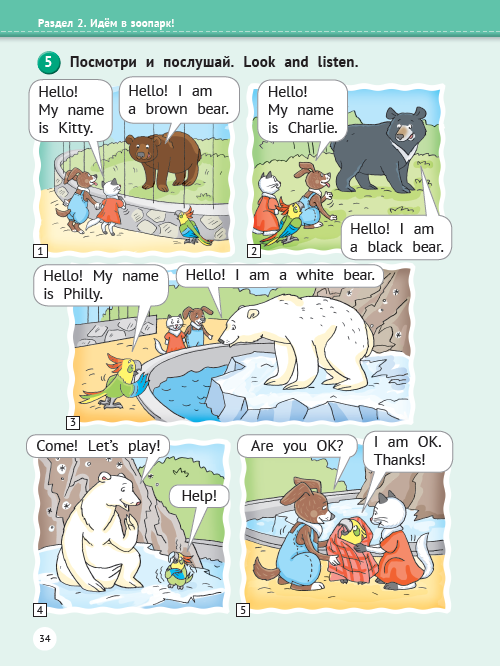 Раздел 2. Идём в зоопарк!
5 Посмотри и послушай. Look and listen.
Hello!
My name
is Kitty.
Hello! I am
a brown bear.
1
Hello!
My name
is Charlie.
Hello! I am
a black bear.
2
Hello! My name
is Philly.
Hello! I am a white bear.
3
Come! Let's play!
Help!
4
Are you OK?
I am OK.
Thanks!
5
34